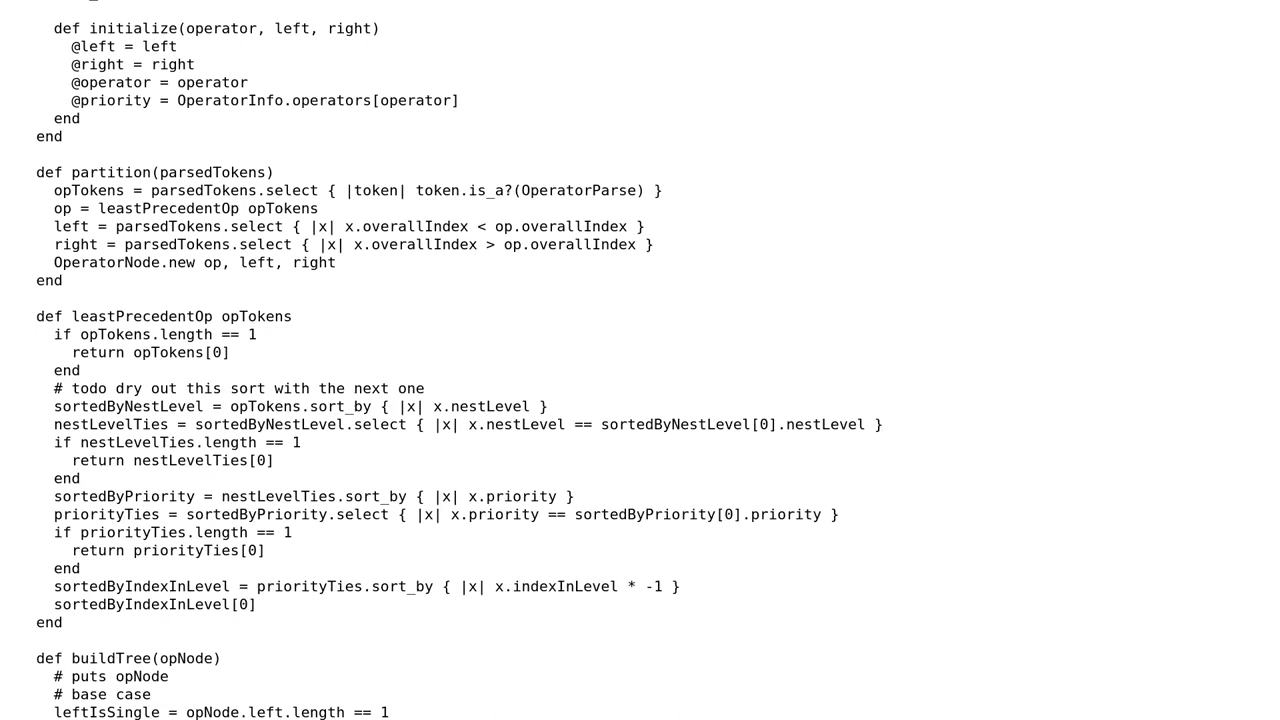 def initialize(operator, left, right)
@left = left
@right = right
@operator = operator
@priority = OperatorInfo.operators[operator]
end
end
def partition(parsedTokens)
opTokens = parsedTokens.select { |token| token.is_a?(OperatorParse) }
op = leastPrecedentOp opTokens
left = parsedTokens.select { |x| x.overallIndex < op.overallIndex }
right = parsedTokens.select { |x| x.overallIndex > op.overallIndex }
OperatorNode.new op, left, right
end
def leastPrecedentOp opTokens
if opTokens.length == 1
return opTokens[0]
end
# todo dry out this sort with the next one
sortedByNestLevel = opTokens.sort_by { |x| x.nestLevel }
nestLevelTies = sortedByNestLevel.select { |x| x.nestLevel == sortedByNestLevel[0].nestLevel }
if nestLevelTies.length == 1
return nestLevelTies[0]
end
sortedByPriority = nestLevelTies.sort_by { |x| x.priority }
priorityTies = sortedByPriority.select { |x| x.priority == sortedByPriority[0].priority }
if priorityTies.length == 1
return priorityTies[0]
end
sortedByIndexInLevel = priorityTies.sort_by { |x| x.indexInLevel * -1 }
sortedByIndexInLevel[0]
end
def buildTree(opNode)
# puts opNode
# base case
leftIsSingle = opNode.left.length == 1